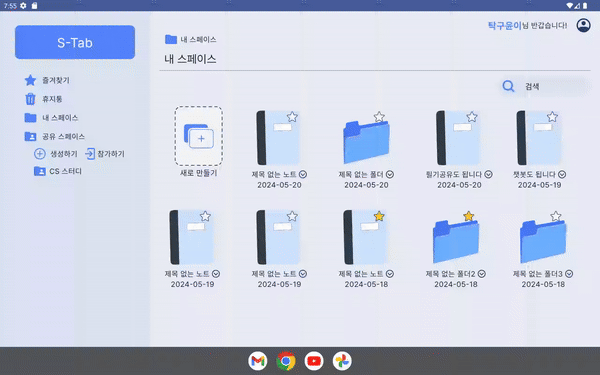 7:55
S-Tab
즐겨찾기
휴지통
내 스페이스
공유 스페이스
생성하기 참가하기
CS 스터디
내 스페이스
탁구윤이님 반갑습니다!
내 스페이스
검색
새로 만들기
제목 없는 노트
2024-05-20
제목 없는 폴더
2024-05-20
필기공유도 됩니다
2024-05-20
챗봇도 됩니다
2024-05-19
제목 없는 노트
2024-05-19
제목 없는 노트
2024-05-19
제목 없는 노트
2024-05-18
제목 없는 폴더2
2024-05-18
제목 없는 폴더3
2024-05-18